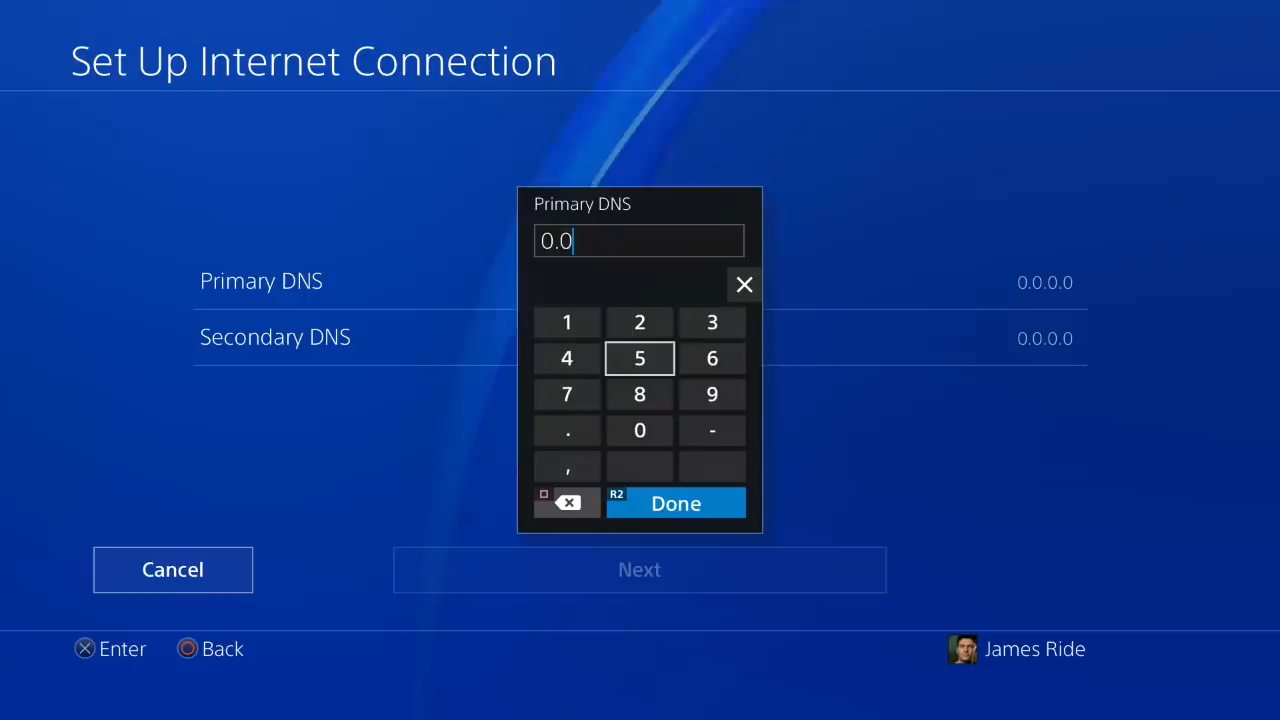 Set Up Internet Connection
Primary DNS
0.0
Primary DNS 0.0.0.0
Secondary DNS 0.0.0.0
1 2 3
4 5 6
7 8 9
. 0 -
,
R2 Done
Cancel Next
Enter Back James Ride